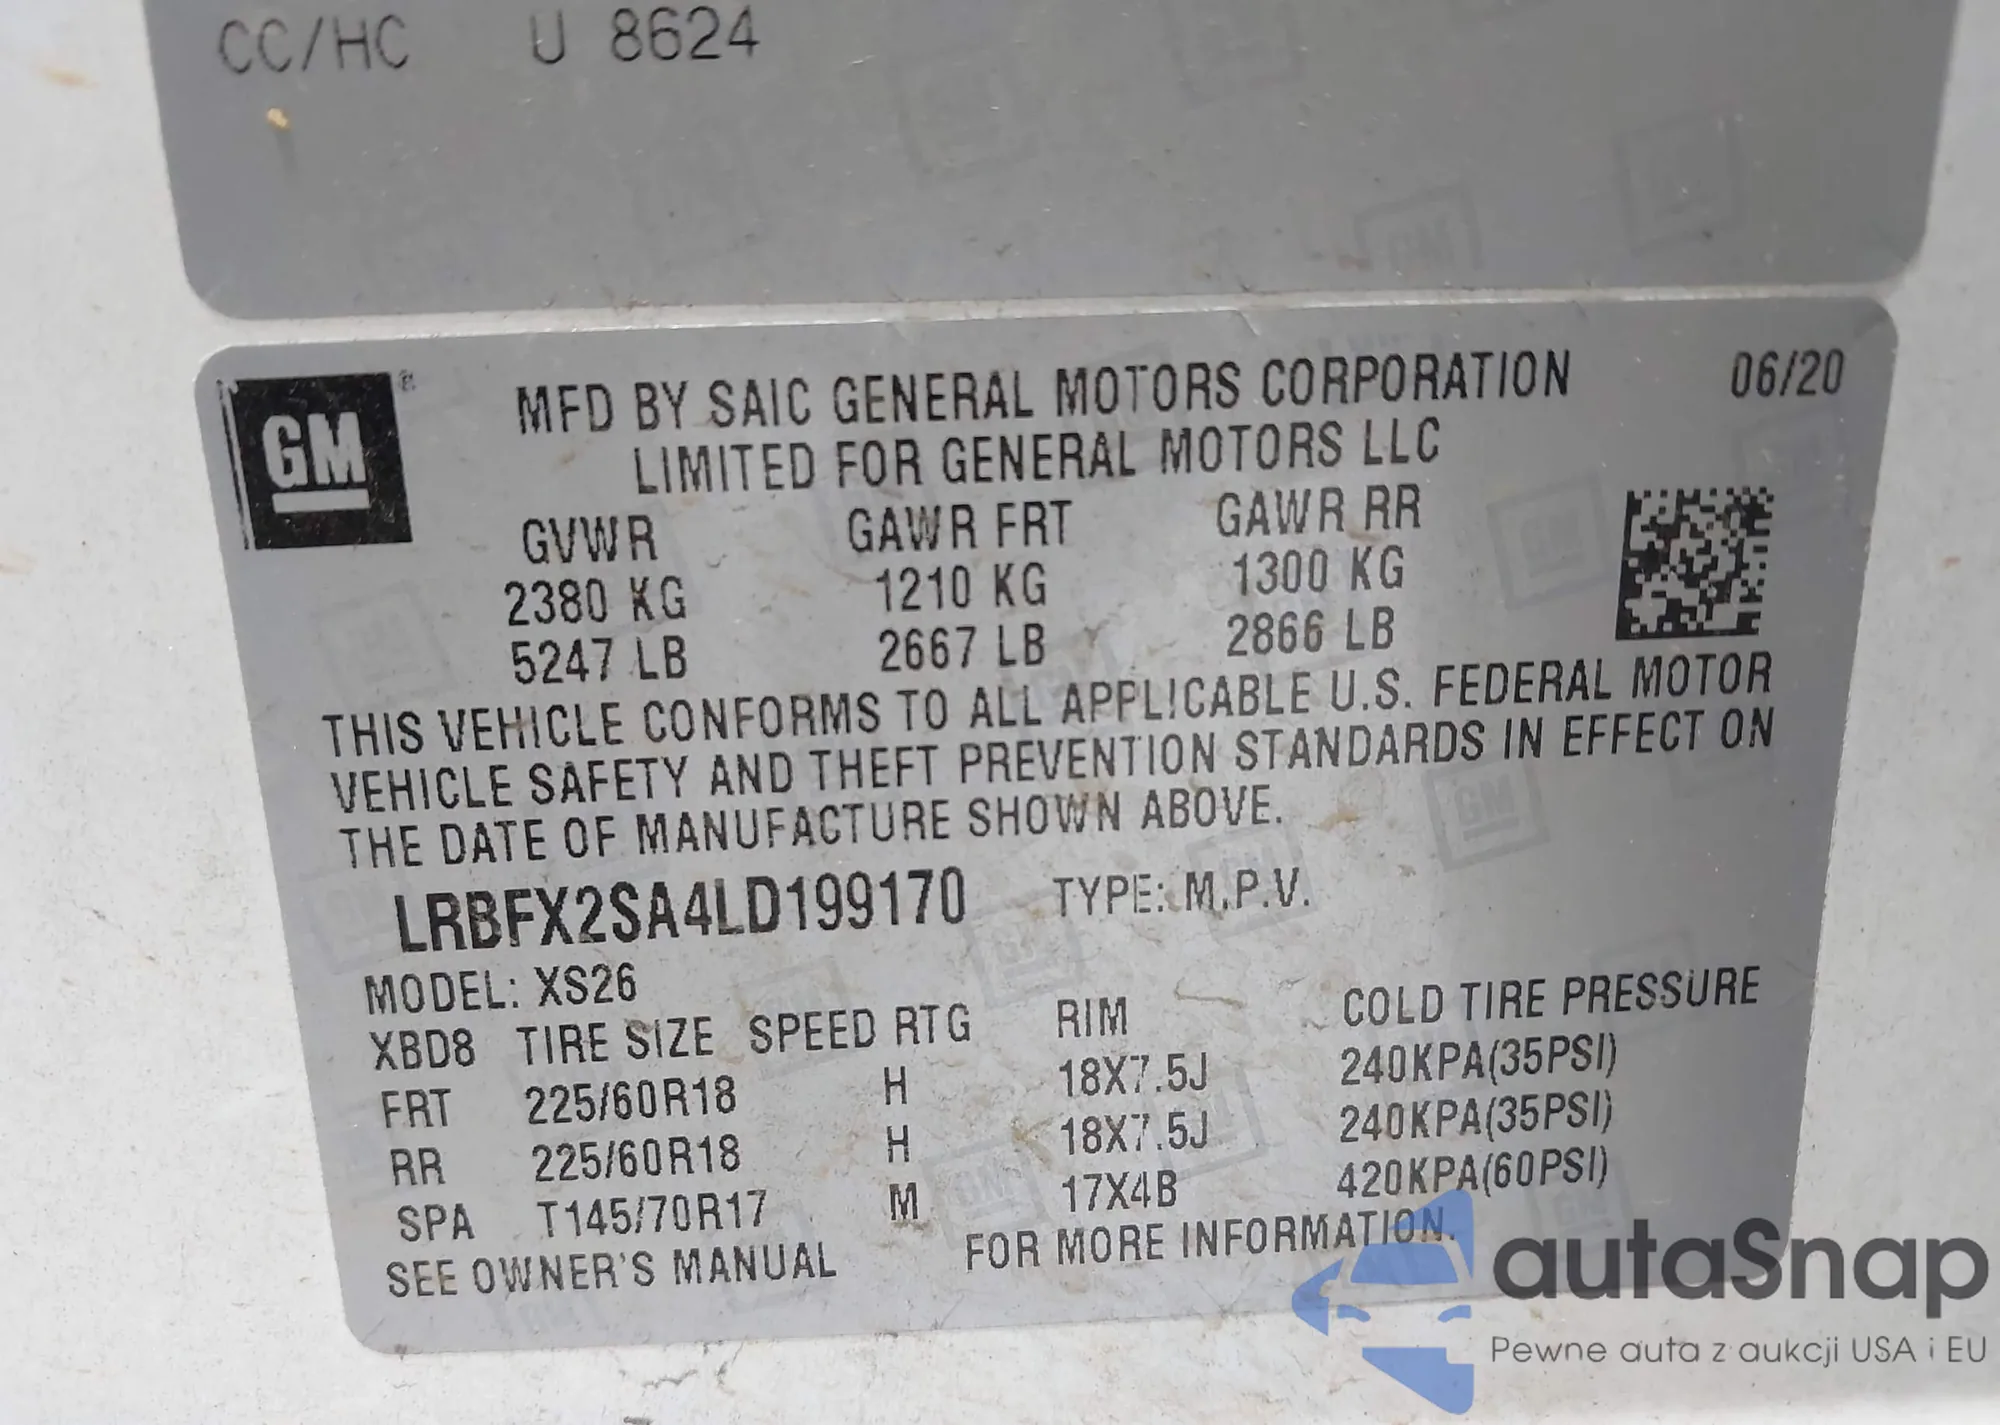 CC/HC U 8624
GM ®
MFD BY SAIC GENERAL MOTORS CORPORATION 06/20
LIMITED FOR GENERAL MOTORS LLC
GVWR GAWR FRT GAWR RR
2380 KG 1210 KG 1300 KG
5247 LB 2667 LB 2866 LB
THIS VEHICLE CONFORMS TO ALL APPLICABLE U.S. FEDERAL MOTOR
VEHICLE SAFETY AND THEFT PREVENTION STANDARDS IN EFFECT ON
THE DATE OF MANUFACTURE SHOWN ABOVE.
LRBFX2SA4LD199170 TYPE: M.P.V.
MODEL: XS26
XBD8 TIRE SIZE SPEED RTG RIM COLD TIRE PRESSURE
FRT 225/60R18 H 18X7.5J 240KPA(35PSI)
RR 225/60R18 H 18X7.5J 240KPA(35PSI)
SPA T145/70R17 M 17X4B 420KPA(60PSI)
SEE OWNER'S MANUAL FOR MORE INFORMATION.
autaSnap
Pewne auta z aukcji USA i EU